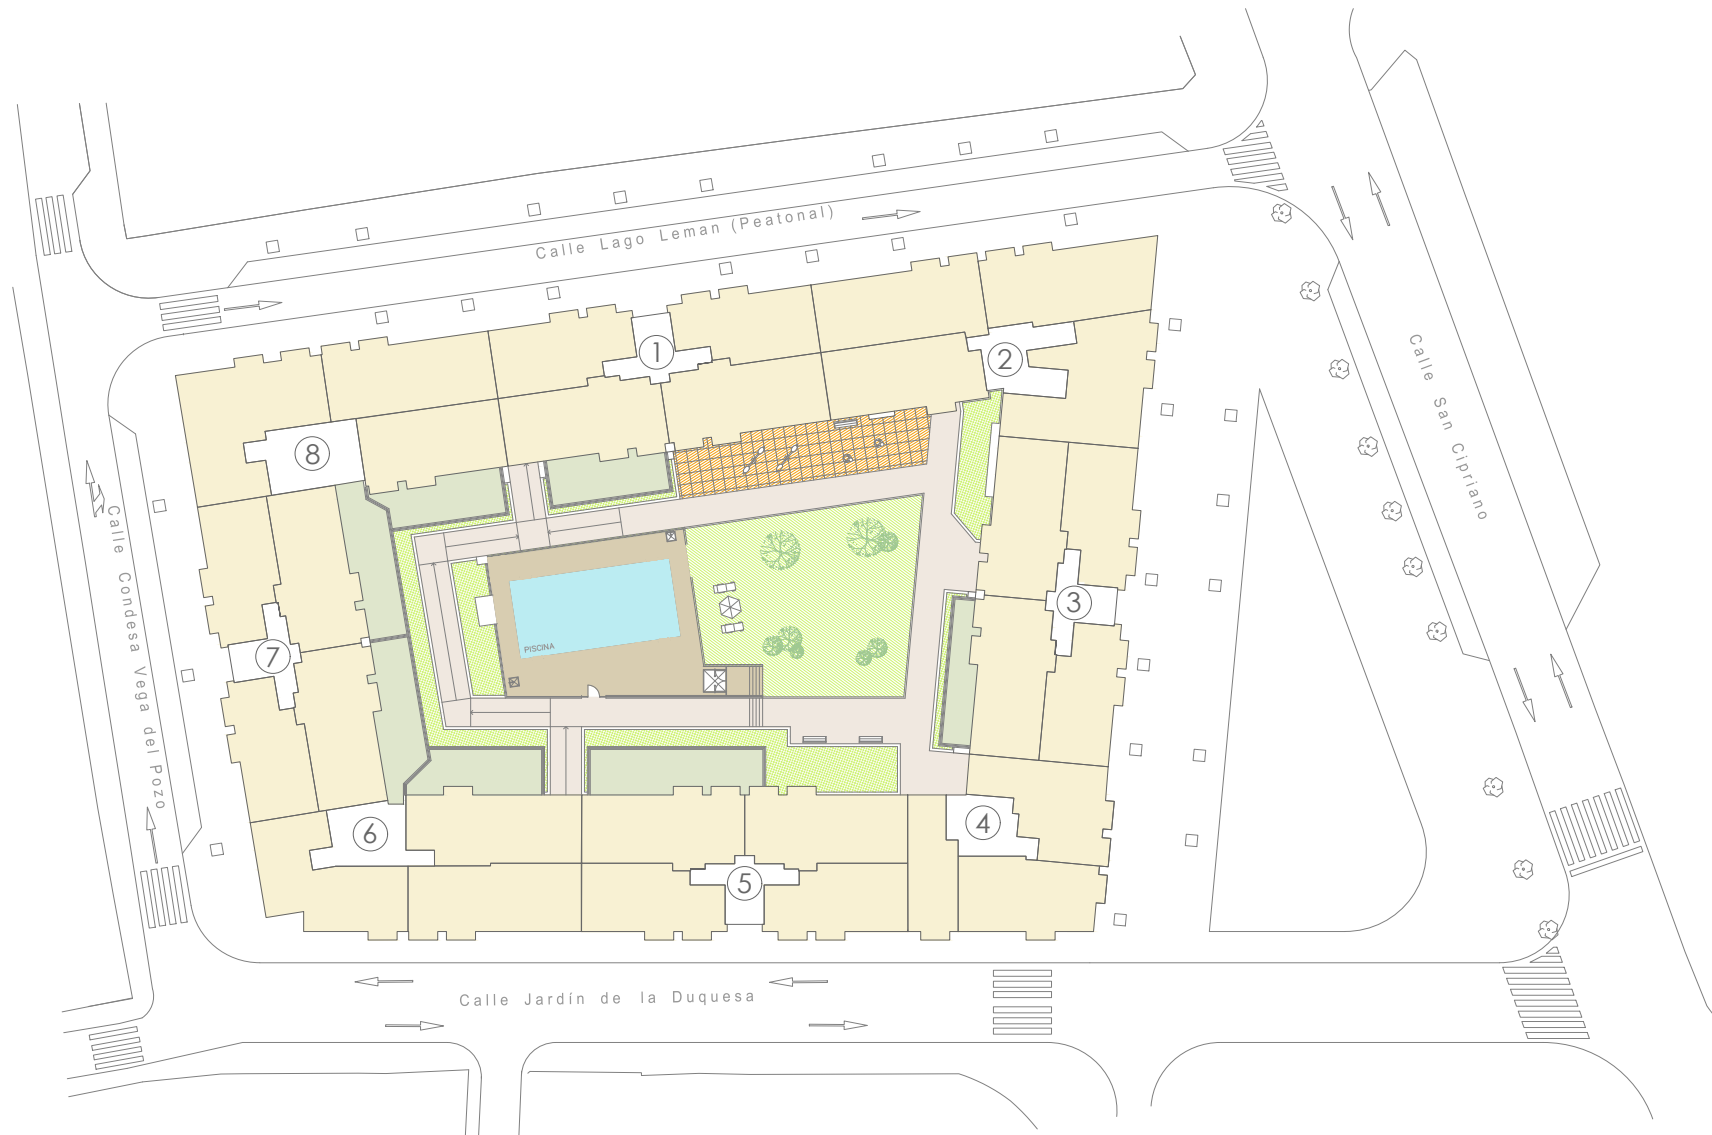 Calle Lago Leman (Peatonal)
1
2
Calle San Cipriano
8
Calle Condesa Vega del Pozo
3
PISCINA
7
4
6
5
Calle Jardín de la Duquesa